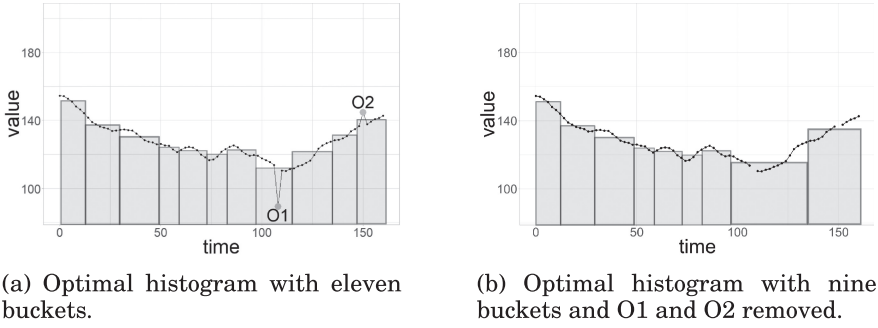 180
140
100
value
O2
O1
0
50
100
150
time
(a) Optimal histogram with eleven
buckets.
180
140
100
value
0
50
100
150
time
(b) Optimal histogram with nine
buckets and O1 and O2 removed.